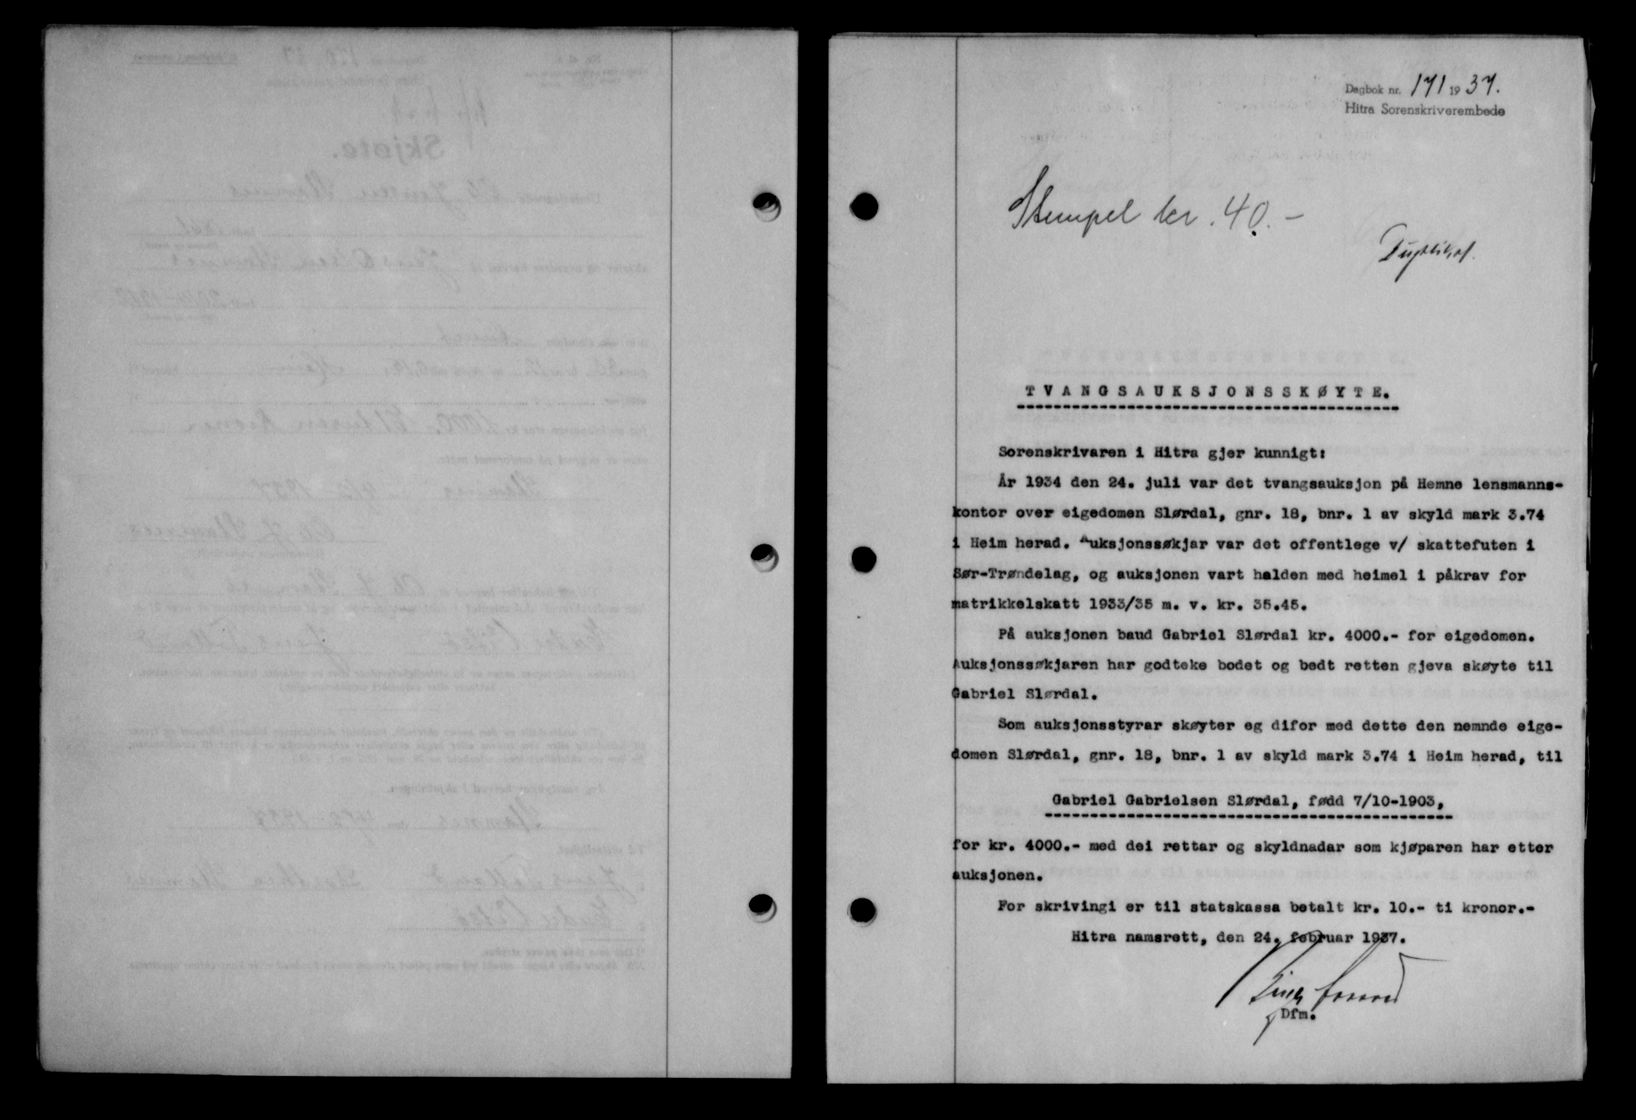 Dagbok nr. 171 1937.
Hitra Sorenskriverembede
Stempel kr. 40.-
TVANGSAUKSJONSSKØYTE.
Sorenskrivaren i Hitra gjer kunnigt:
År 1934 den 24. juli var det tvangsauksjon på Hemne lensmanns-
kontor over eigedomen Slørdal, gnr. 18, bnr. 1 av skyld mark 3.74
i Heim herad. Auksjonssøkjar var det offentlege v/ skattefuten i
Sør-Trøndelag, og auksjonen vart halden med heimel i påkrav for
matrikkelskatt 1933/35 m. v. kr. 35.45.
På auksjonen baud Gabriel Slørdal kr. 4000.- for eigedomen.
Auksjonssøkjaren har godteke bodet og bedt retten gjeva skøyte til
Gabriel Slørdal.
Som auksjonsstyrar skøyter eg difor med dette den nemnde eige-
domen Slørdal, gnr. 18, bnr. 1 av skyld mark 3.74 i Heim herad, til
Gabriel Gabrielsen Slørdal, fødd 7/10-1903,
for kr. 4000.- med dei rettar og skyldnadar som kjøparen har etter
auksjonen.
For skrivingi er til statskassa betalt kr. 10.- ti kronor.-
Hitra namsrett, den 24. februar 1937.
Dfm.